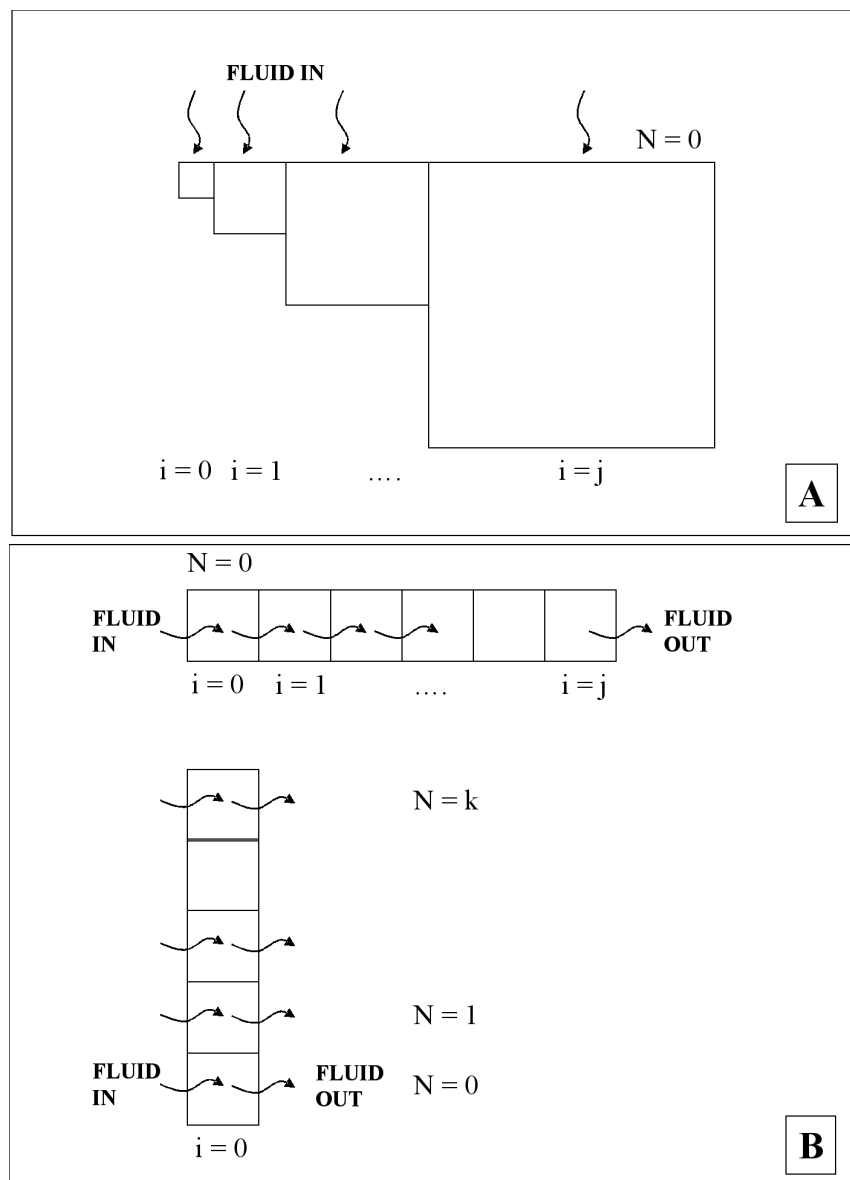 FLUID IN
N = 0
i = 0 i = 1 .... i = j
A
N = 0
FLUID
IN
FLUID
OUT
i = 0 i = 1 .... i = j
N = k
N = 1
FLUID
IN
FLUID
OUT
N = 0
i = 0
B